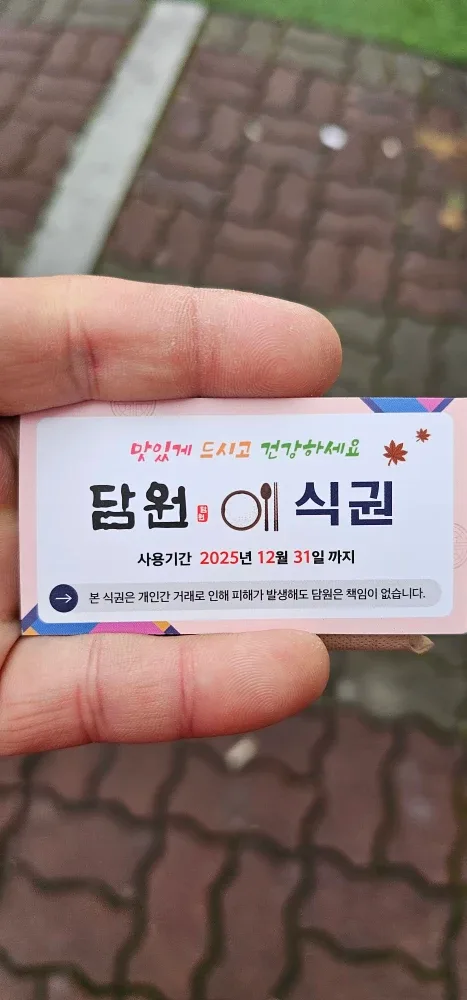 맛있게 드시고 건강하세요
담원 담원 식권
사용기간 2025년 12월 31일 까지
본 식권은 개인간 거래로 인해 피해가 발생해도 담원은 책임이 없습니다.